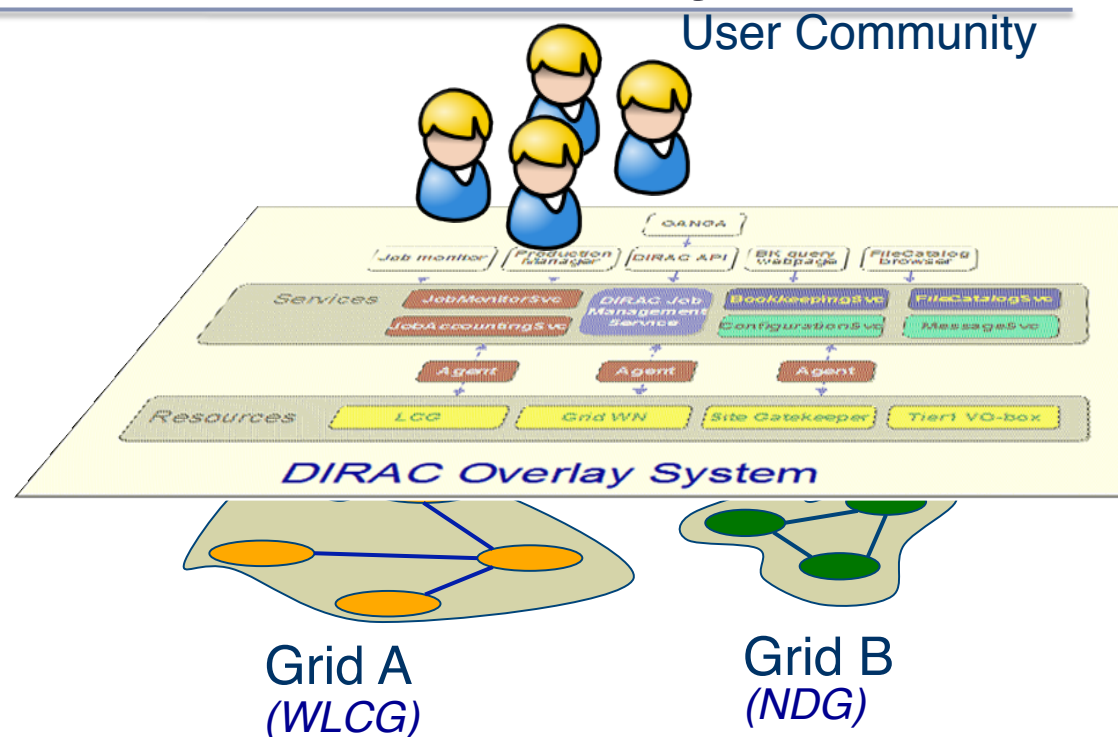 User Community
GANGA
Job monitor
Production
Manager
DIRAC API
BK query
webpage
FileCatalog
browser
Services
JobMonitorSvc
DIRAC Job
Management
Service
BookkeepingSvc
FileCatalogSvc
JobAccountingSvc
ConfigurationSvc
MessageSvc
Agent
Agent
Agent
Resources
LCG
Grid WN
Site Gatekeeper
Tier1 VO-box
DIRAC Overlay System
Grid A
(WLCG)
Grid B
(NDG)